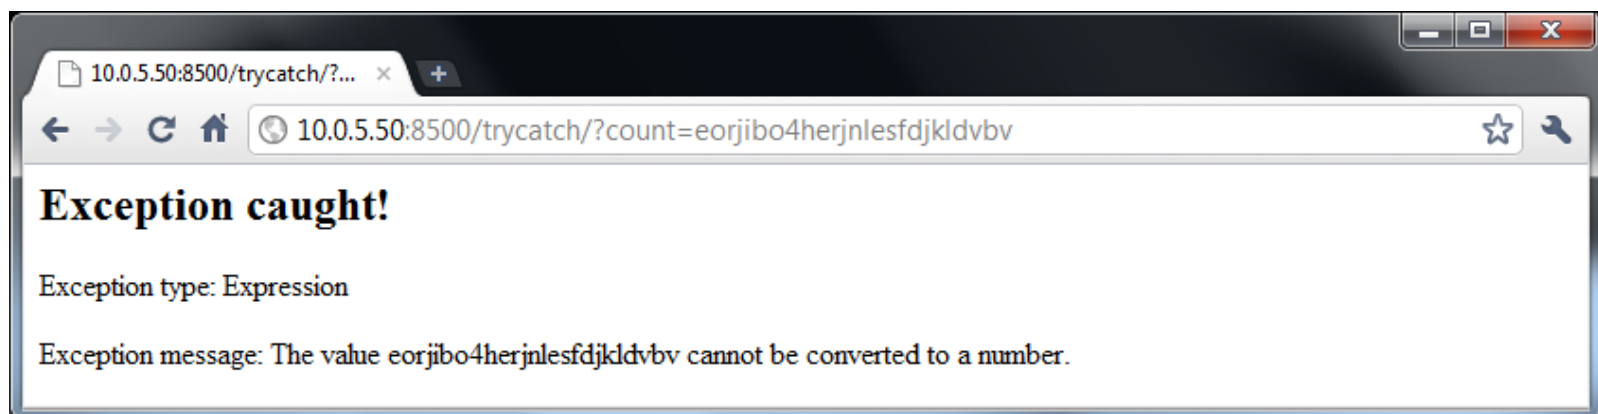 10.0.5.50:8500/trycatch/?...
10.0.5.50:8500/trycatch/?count=eorjibo4herjnlesfdjkldvbv
Exception caught!
Exception type: Expression
Exception message: The value eorjibo4herjnlesfdjkldvbv cannot be converted to a number.